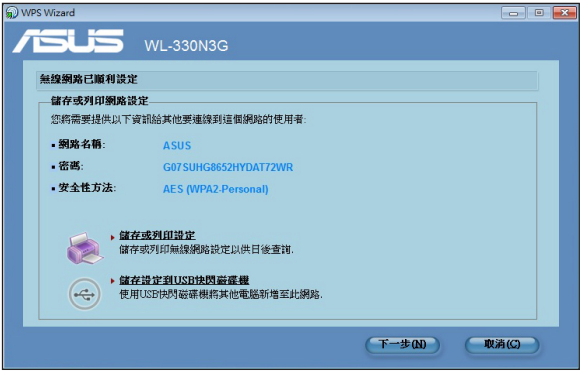 WPS Wizard
ASUS WL-330N3G
無線網路已順利設定
儲存或列印網路設定
您將需要提供以下資訊給其他要連線到這個網路的使用者:
網路名稱: ASUS
密碼: G07SUHG8652HYDAT72WR
安全性方法: AES (WPA2-Personal)
儲存或列印設定
儲存或列印無線網路設定以供日後查詢.
儲存設定到USB快閃磁碟機
使用USB快閃磁碟機將其他電腦新增至此網路.
下一步(N) 取消(C)